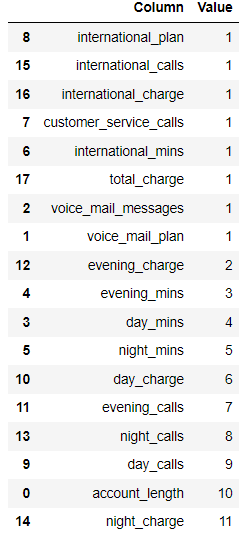 Column Value
8 international_plan 1
15 international_calls 1
16 international_charge 1
7 customer_service_calls 1
6 international_mins 1
17 total_charge 1
2 voice_mail_messages 1
1 voice_mail_plan 1
12 evening_charge 2
4 evening_mins 3
3 day_mins 4
5 night_mins 5
10 day_charge 6
11 evening_calls 7
13 night_calls 8
9 day_calls 9
0 account_length 10
14 night_charge 11